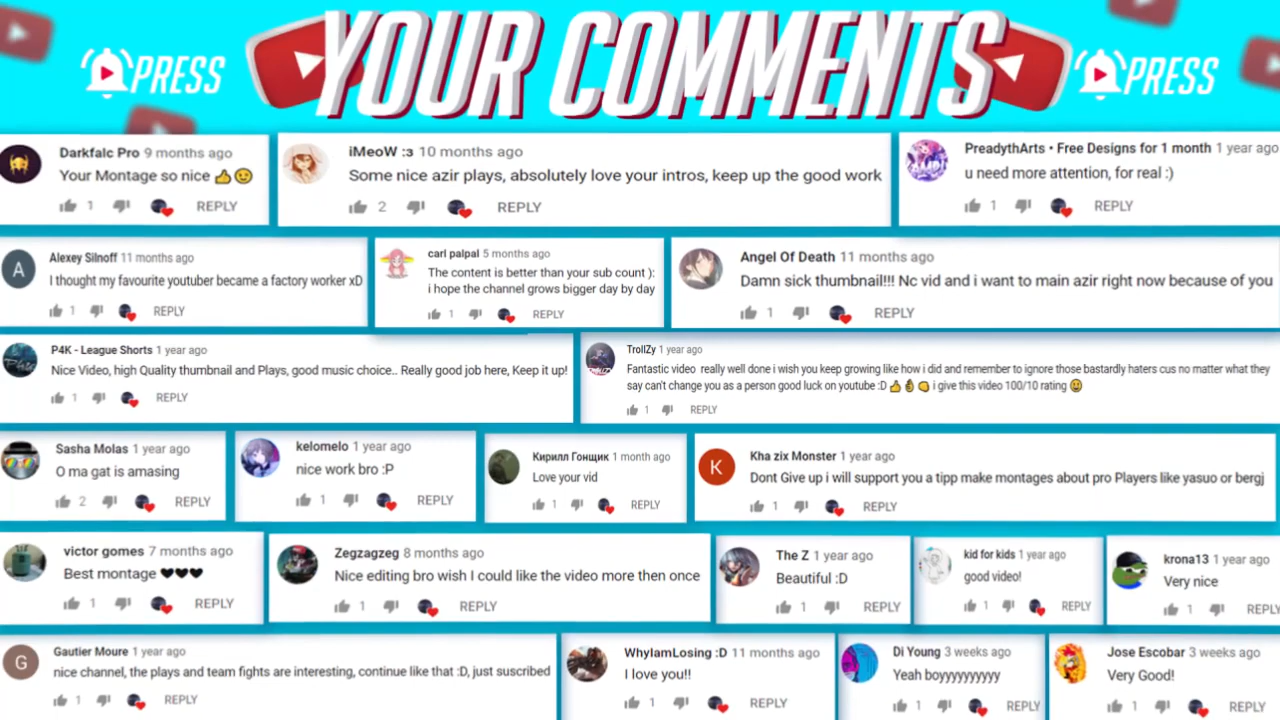 PRESS
YOUR COMMENTS
PRESS
Darkfalc Pro 9 months ago
Your Montage so nice 👍😉
1 REPLY
iMeoW :3 10 months ago
Some nice azir plays, absolutely love your intros, keep up the good work
2 REPLY
PreadythArts • Free Designs for 1 month 1 year ago
u need more attention, for real :)
1 REPLY
A
Alexey Silnoff 11 months ago
I thought my favourite youtuber became a factory worker xD
1 REPLY
carl palpal 5 months ago
The content is better than your sub count ):
i hope the channel grows bigger day by day
1 REPLY
Angel Of Death 11 months ago
Damn sick thumbnail!!! Nc vid and i want to main azir right now because of you
1 REPLY
P4K - League Shorts 1 year ago
Nice Video, high Quality thumbnail and Plays, good music choice.. Really good job here, Keep it up!
1 REPLY
TrollZy 1 year ago
Fantastic video really well done i wish you keep growing like how i did and remember to ignore those bastardly haters cus no matter what they
say can't change you as a person good luck on youtube :D 👍👌👊 i give this video 100/10 rating 😃
1 REPLY
Sasha Molas 1 year ago
O ma gat is amasing
2 REPLY
kelomelo 1 year ago
nice work bro :P
1 REPLY
Кирилл Гонщик 1 month ago
Love your vid
1 REPLY
K
Kha zix Monster 1 year ago
Dont Give up i will support you a tipp make montages about pro Players like yasuo or bergj
1 REPLY
victor gomes 7 months ago
Best montage ♥♥♥
1 REPLY
Zegzagzeg 8 months ago
Nice editing bro wish I could like the video more then once
1 REPLY
The Z 1 year ago
Beautiful :D
1 REPLY
kid for kids 1 year ago
good video!
1 REPLY
krona13 1 year ago
Very nice
1 REPLY
G
Gautier Moure 1 year ago
nice channel, the plays and team fights are interesting, continue like that :D, just suscribed
1 REPLY
WhyIamLosing :D 11 months ago
I love you!!
1 REPLY
Di Young 3 weeks ago
Yeah boyyyyyyyyy
1 REPLY
Jose Escobar 3 weeks ago
Very Good!
1 REPLY